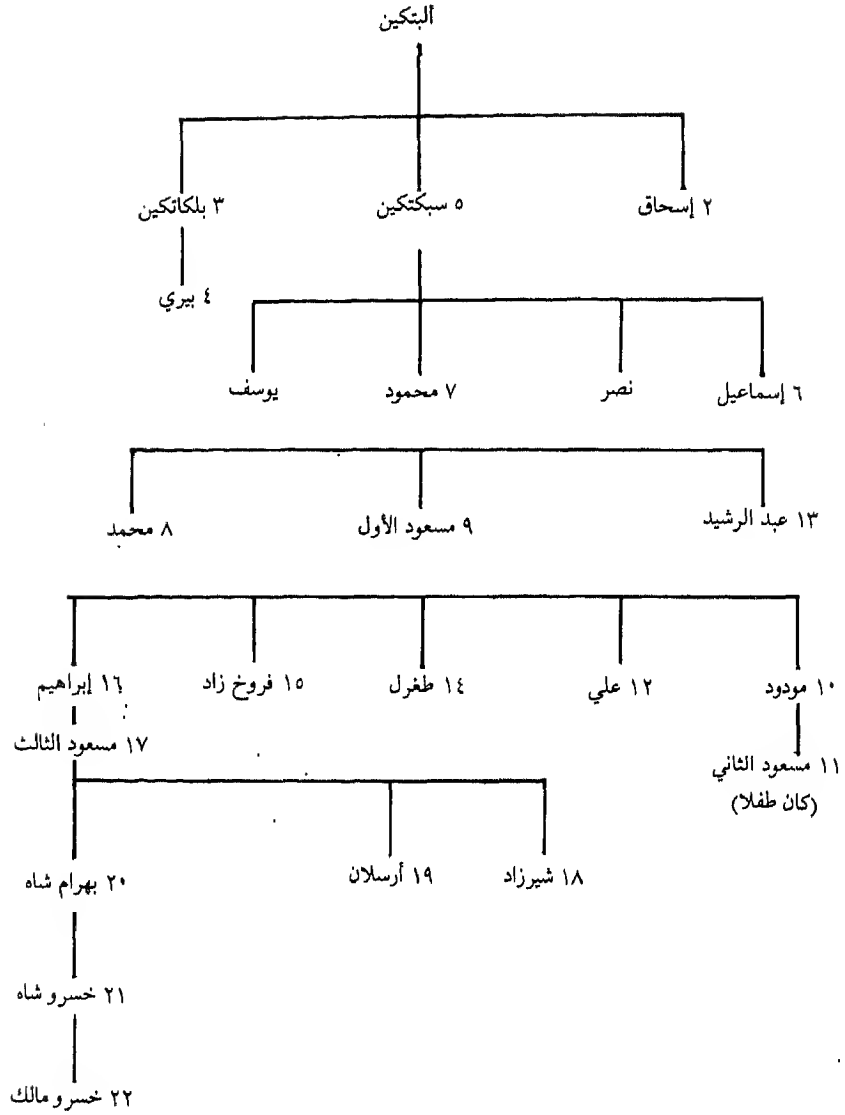 ألبتكين
٢ إسحاق
٥ سبكتكين
٣ بلكاتكين
٤ بيري
٦ إسماعيل
نصر
٧ محمود
يوسف
١٣ عبد الرشيد
٩ مسعود الأول
٨ محمد
١٠ مودود
١٢ علي
١٤ طغرل
١٥ فروخ زاد
١٦ إبراهيم
١١ مسعود الثاني
(كان طفلا)
١٧ مسعود الثالث
١٨ شيرزاد
١٩ أرسلان
٢٠ بهرام شاه
٢١ خسرو شاه
٢٢ خسرو مالك